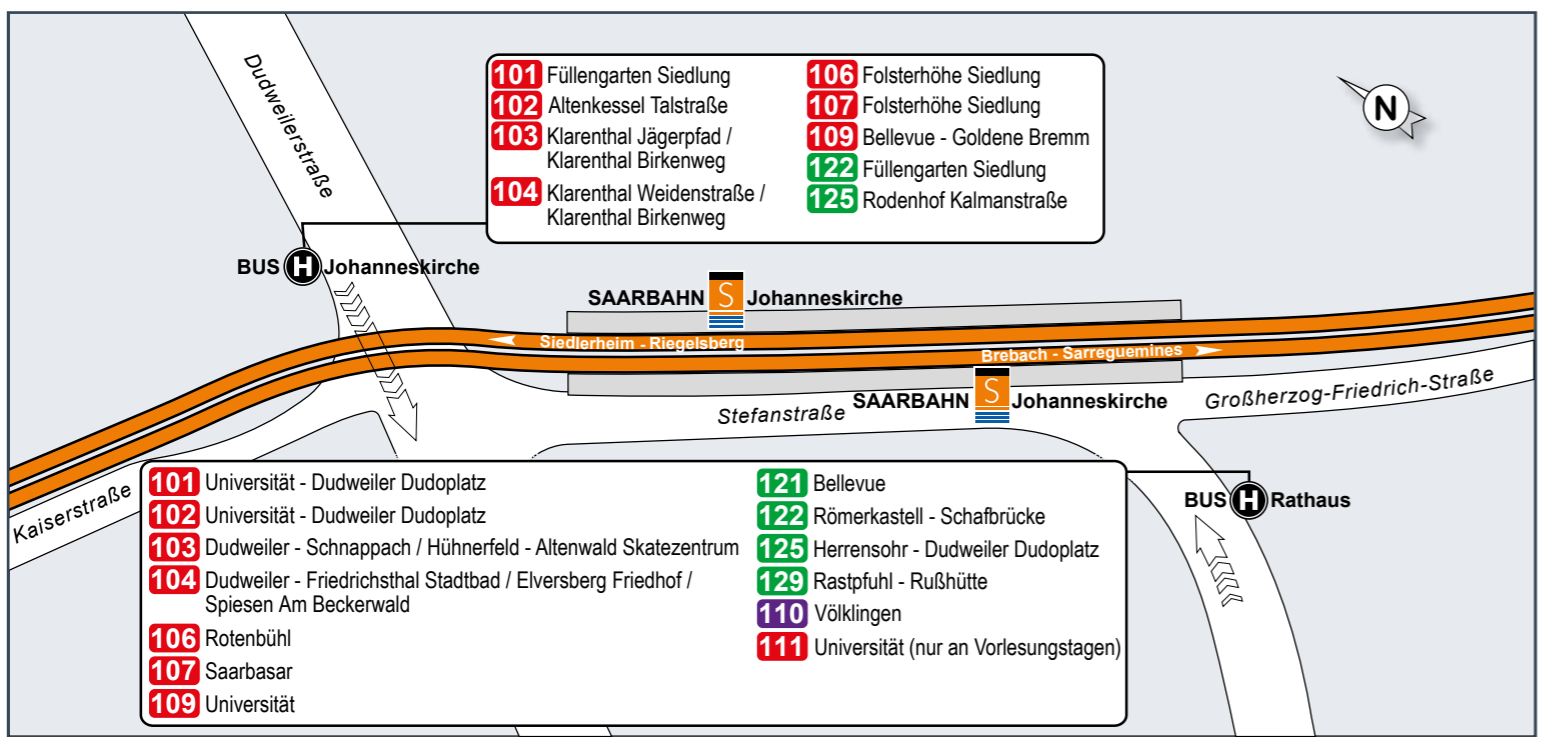 Dudweilerstraße
101 Füllengarten Siedlung
102 Altenkessel Talstraße
103 Klarenthal Jägerpfad /
Klarenthal Birkenweg
104 Klarenthal Weidenstraße /
Klarenthal Birkenweg
106 Folsterhöhe Siedlung
107 Folsterhöhe Siedlung
109 Bellevue - Goldene Bremm
122 Füllengarten Siedlung
125 Rodenhof Kalmanstraße
N
BUS H Johanneskirche
SAARBAHN S Johanneskirche
Siedlerheim - Riegelsberg
Brebach - Sarreguemines
SAARBAHN S Johanneskirche
Stefanstraße
Großherzog-Friedrich-Straße
Kaiserstraße
101 Universität - Dudweiler Dudoplatz
102 Universität - Dudweiler Dudoplatz
103 Dudweiler - Schnappach / Hühnerfeld - Altenwald Skatezentrum
104 Dudweiler - Friedrichsthal Stadtbad / Elversberg Friedhof /
Spiesen Am Beckerwald
106 Rotenbühl
107 Saarbasar
109 Universität
121 Bellevue
122 Römerkastell - Schafbrücke
125 Herrensohr - Dudweiler Dudoplatz
129 Rastpfuhl - Rußhütte
110 Völklingen
111 Universität (nur an Vorlesungstagen)
BUS H Rathaus